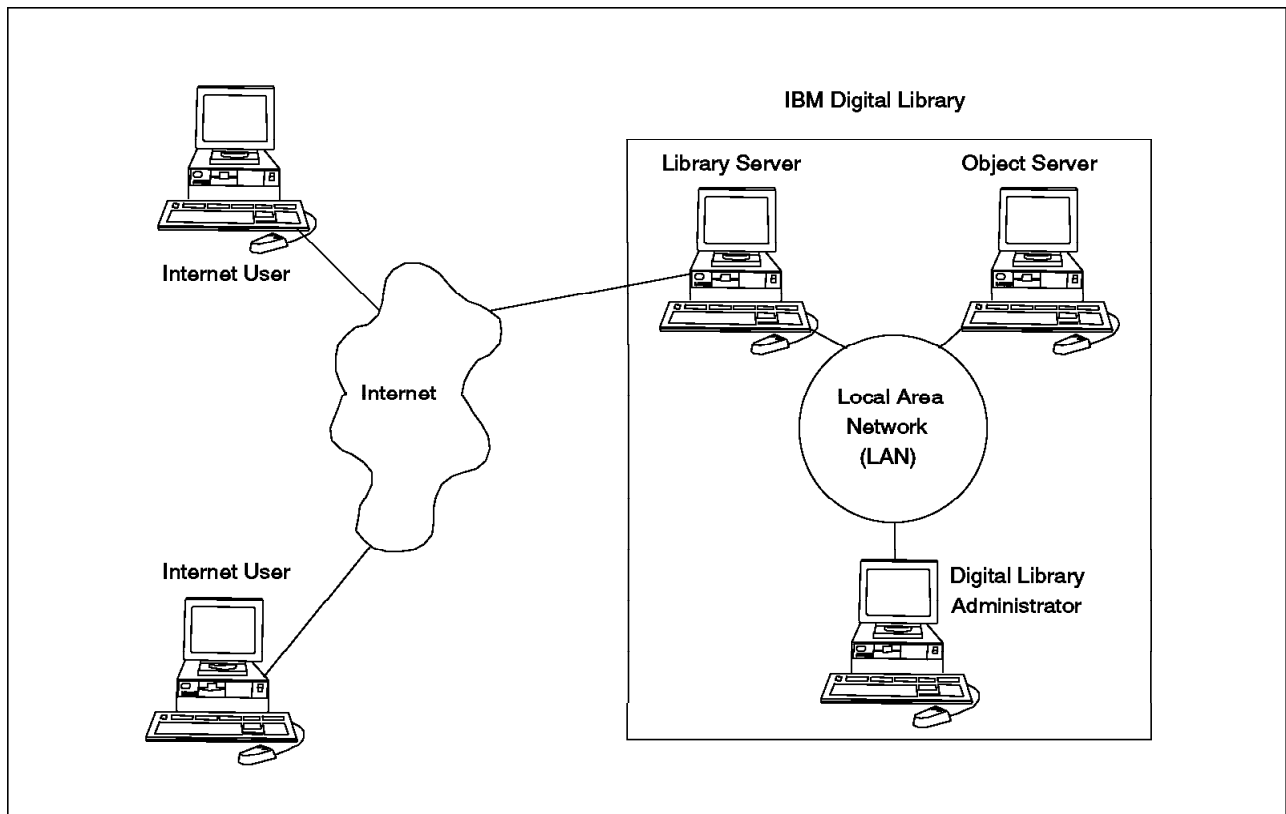 IBM Digital Library
Library Server
Object Server
Internet User
Internet
Local Area
Network
(LAN)
Internet User
Digital Library
Administrator